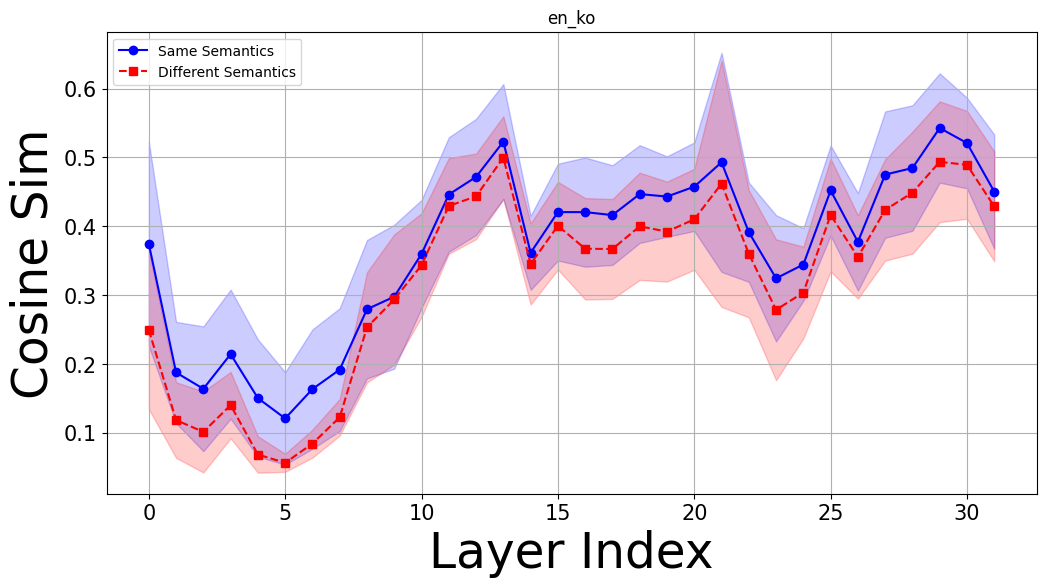 en_ko
Same Semantics
Different Semantics
Cosine Sim
0.6
0.5
0.4
0.3
0.2
0.1
0 5 10 15 20 25 30
Layer Index